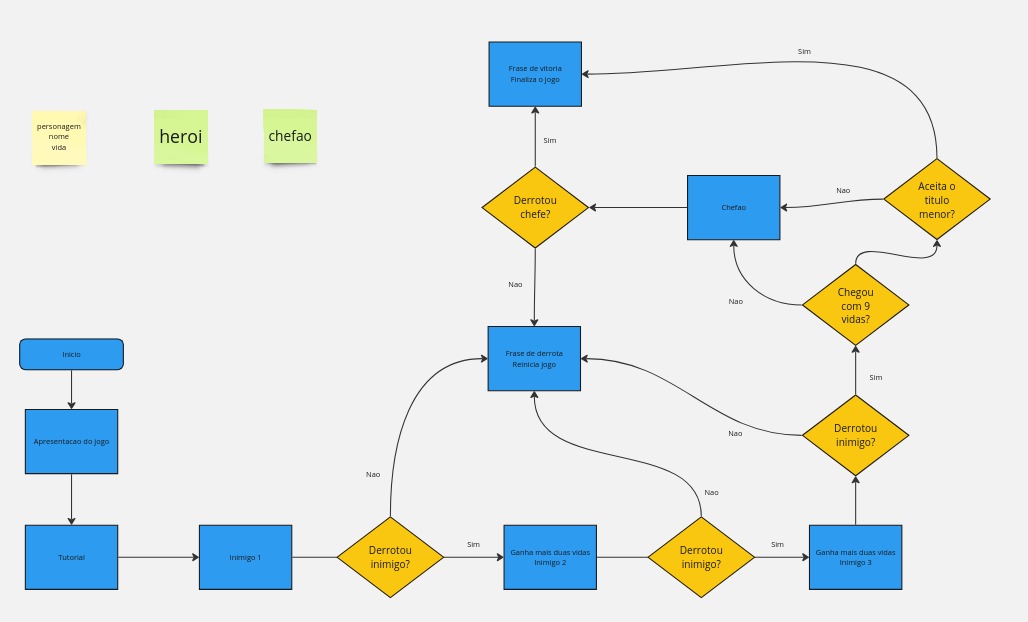 Sim
Frase de vitoria
Finaliza o jogo
personagem
nome
vida
heroi
chefao
Sim
Derrotou
chefe?
Chefao
Nao
Aceita o
titulo
menor?
Nao
Nao
Chegou
com 9
vidas?
Inicio
Frase de derrota
Reinicia jogo
Sim
Apresentacao do jogo
Nao
Derrotou
inimigo?
Nao
Nao
Tutorial
Inimigo 1
Derrotou
inimigo?
Sim
Ganha mais duas vidas
Inimigo 2
Derrotou
inimigo?
Sim
Ganha mais duas vidas
Inimigo 3